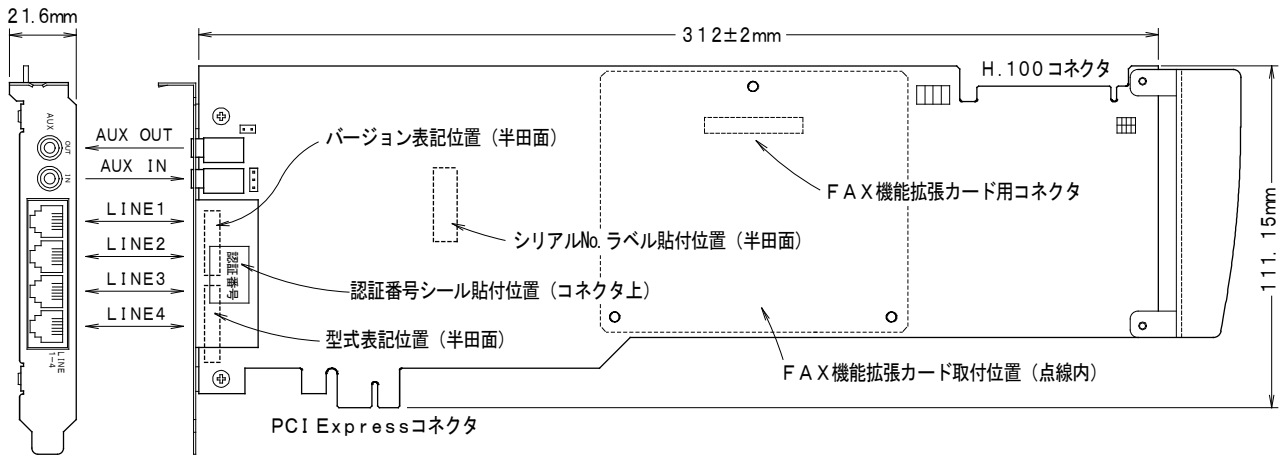 21.6mm
312±2mm
H.100コネクタ
AUX
OUT
IN
AUX OUT
AUX IN
LINE1
LINE2
LINE3
LINE4
LINE
1-4
バージョン表記位置（半田面）
FAX機能拡張カード用コネクタ
シリアルNo.ラベル貼付位置（半田面）
認証番号
認証番号シール貼付位置（コネクタ上）
型式表記位置（半田面）
FAX機能拡張カード取付位置（点線内）
PCI Expressコネクタ
111.15mm